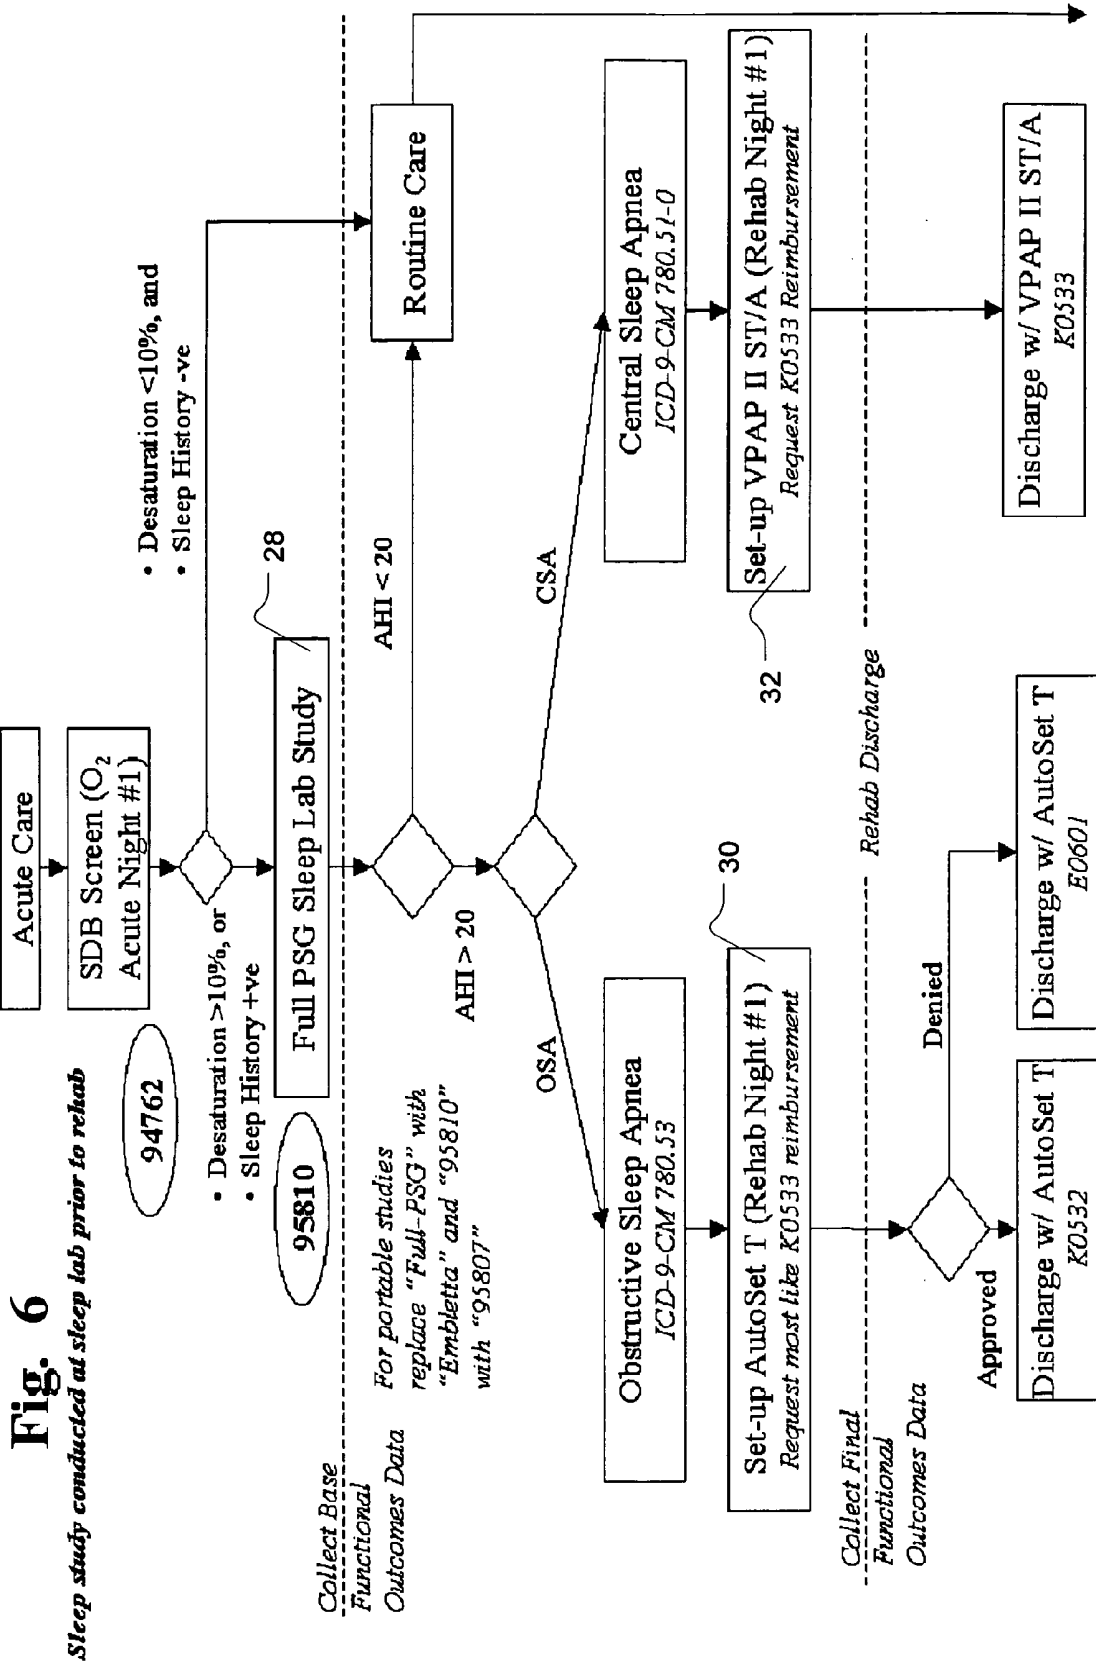 Fig. 6
Sleep study conducted at sleep lab prior to rehab
Acute Care
SDB Screen (O2
Acute Night #1)
94762
• Desaturation <10%, and
• Sleep History -ve
• Desaturation >10%, or
• Sleep History +ve
95810
Full PSG Sleep Lab Study
28
Collect Base
Functional
Outcomes Data
For portable studies
replace "Full-PSG" with
"Embletta" and "95810"
with "95807"
AHI < 20
Routine Care
AHI > 20
OSA
CSA
Obstructive Sleep Apnea
ICD-9-CM 780.53
Central Sleep Apnea
ICD-9-CM 780.51-0
30
Set-up AutoSet T (Rehab Night #1)
Request most like K0533 reimbursement
32
Set-up VPAP II ST/A (Rehab Night #1)
Request K0533 Reimbursement
Collect Final
Functional
Outcomes Data
Rehab Discharge
Approved
Denied
Discharge w/ AutoSet T
K0532
Discharge w/ AutoSet T
E0601
Discharge w/ VPAP II ST/A
K0533